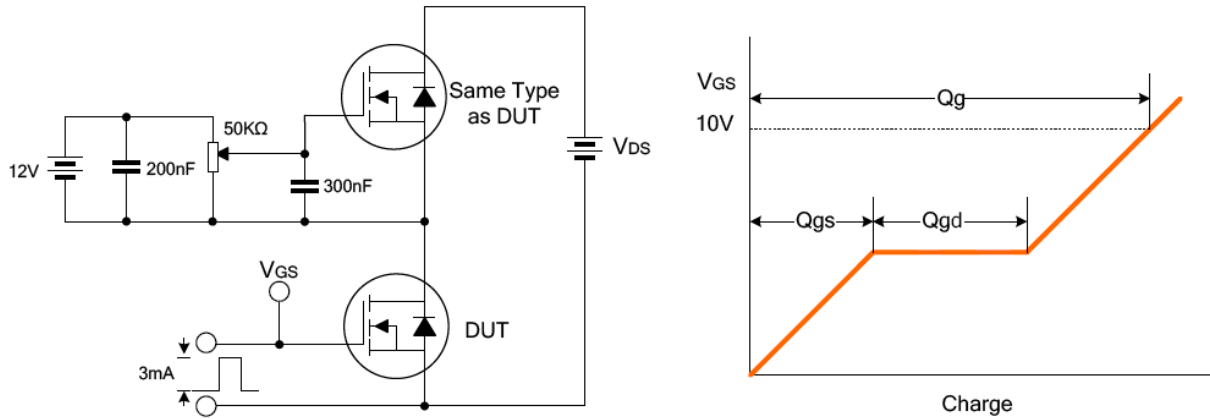 Same Type
as DUT
50KΩ
12V
200nF
300nF
VDS
VGS
DUT
3mA
VGS
10V
Qg
Qgs
Qgd
Charge